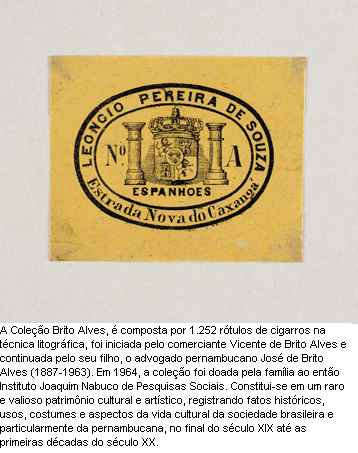 LEONCIO PEREIRA DE SOUZA
Nº. A
ESPANHOES
Estrada Nova do Caxangá
A Coleção Brito Alves, é composta por 1.252 rótulos de cigarros na
técnica litográfica, foi iniciada pelo comerciante Vicente de Brito Alves e
continuada pelo seu filho, o advogado pernambucano José de Brito
Alves (1887-1963). Em 1964, a coleção foi doada pela família ao então
Instituto Joaquim Nabuco de Pesquisas Sociais. Constitui-se em um raro
e valioso patrimônio cultural e artístico, registrando fatos históricos,
usos, costumes e aspectos da vida cultural da sociedade brasileira e
particularmente da pernambucana, no final do século XIX até as
primeiras décadas do século XX.